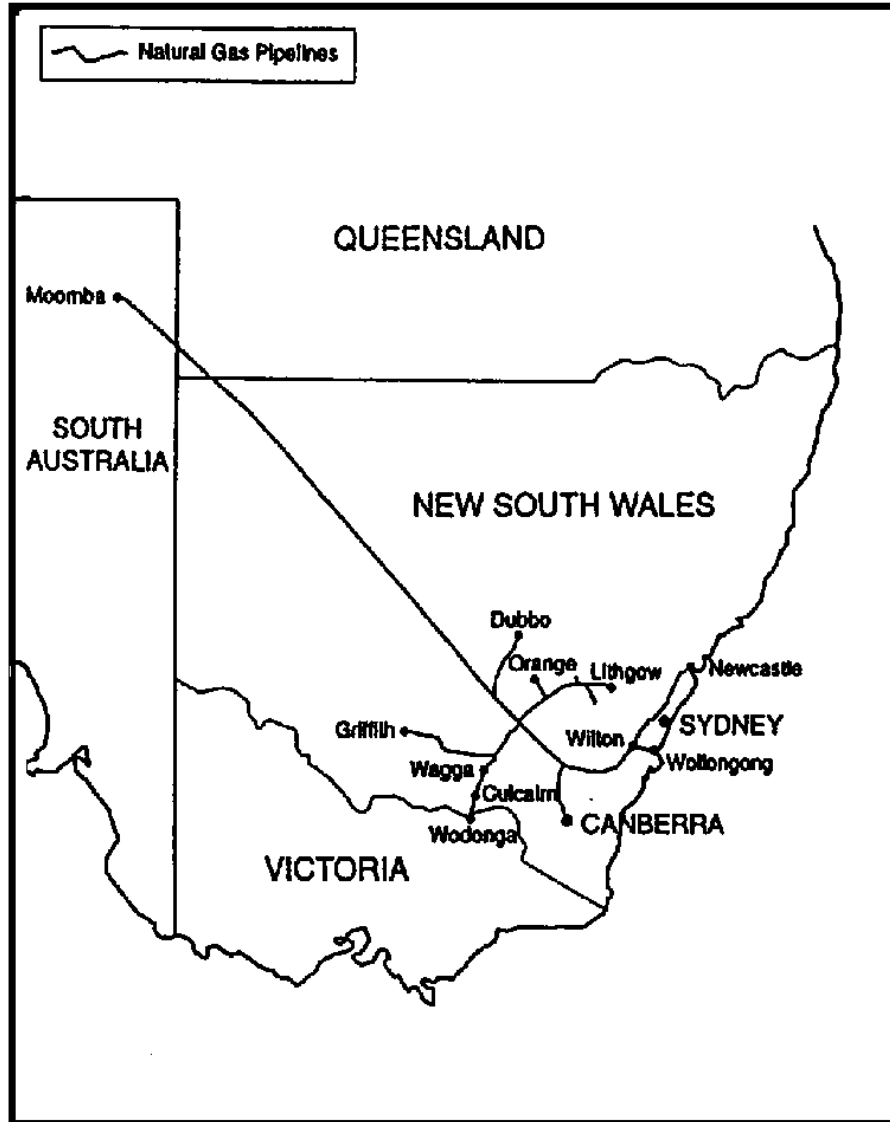 Natural Gas Pipelines
QUEENSLAND
Moomba
SOUTH
AUSTRALIA
NEW SOUTH WALES
Dubbo
Orange
Lithgow
Newcastle
Griffith
SYDNEY
Wilton
Wollongong
Wagga
Culcairn
CANBERRA
Wodonga
VICTORIA